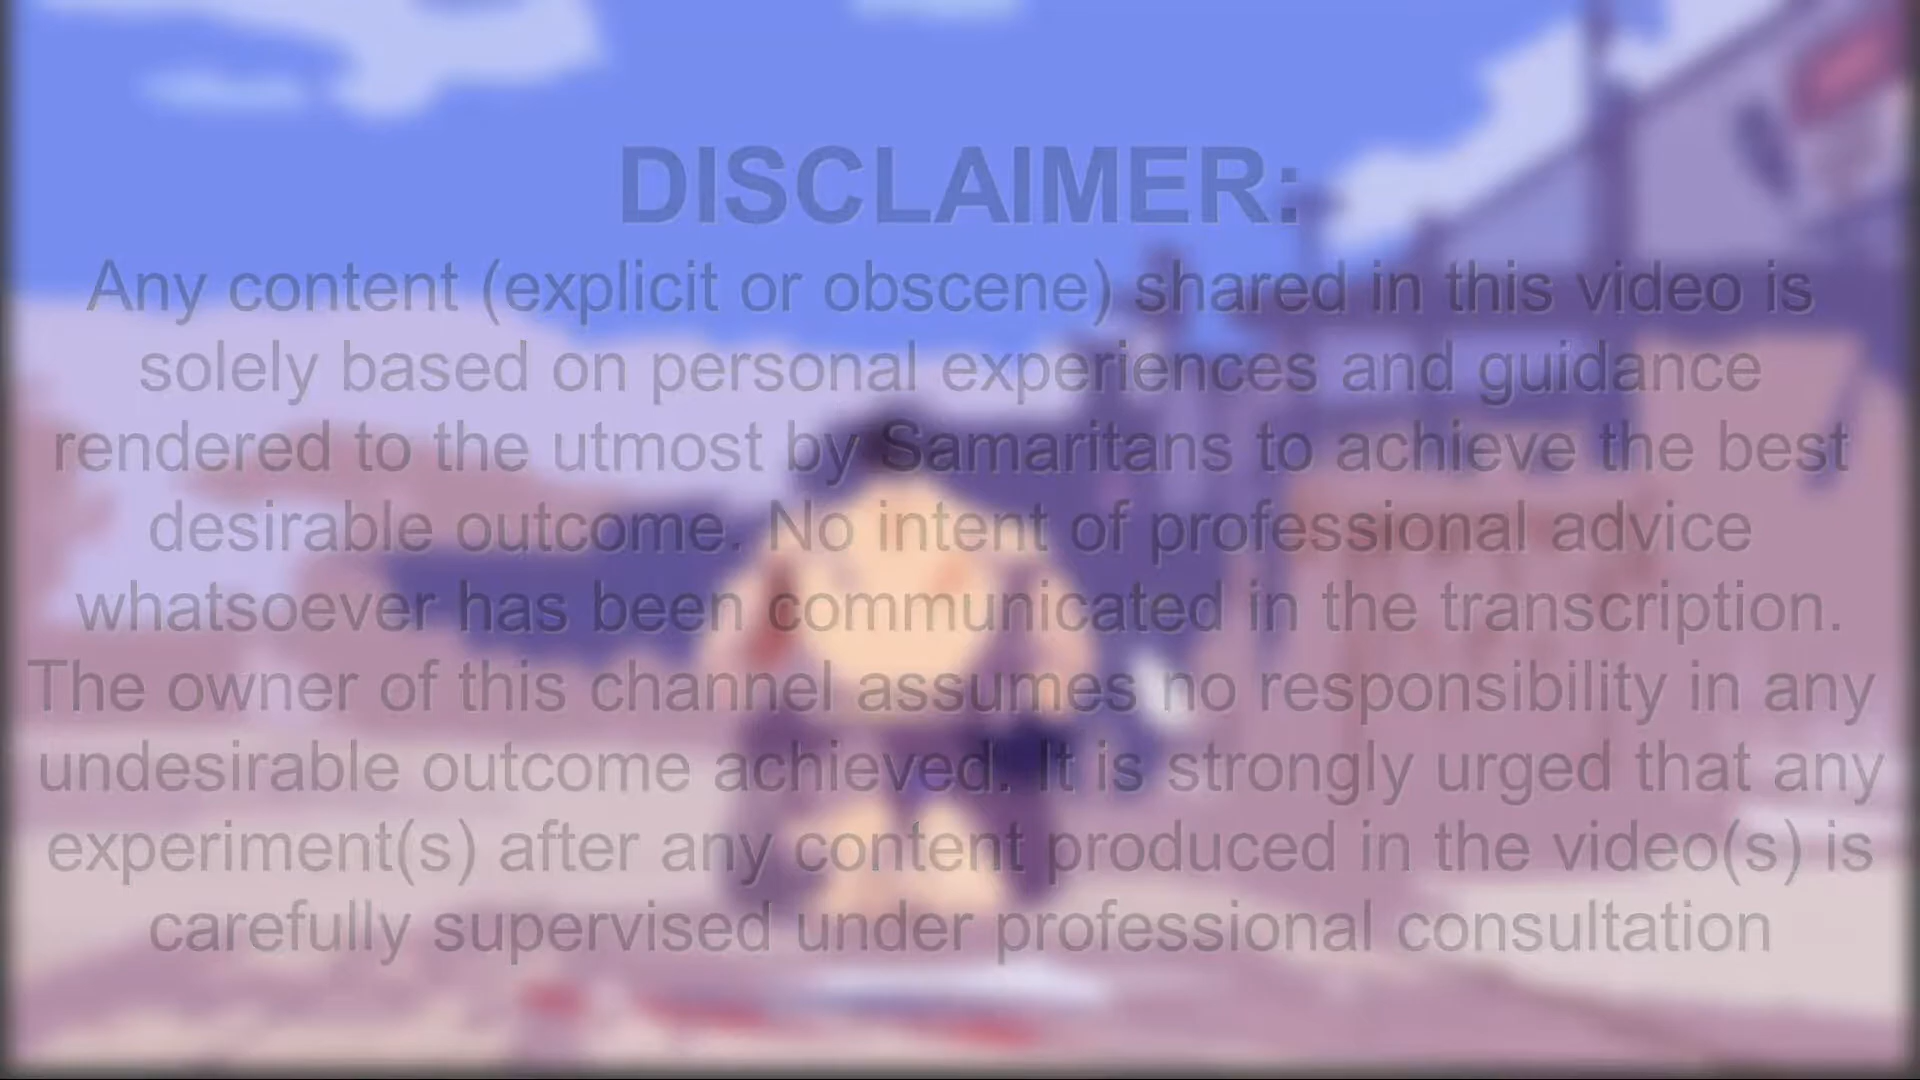 DISCLAIMER:
Any content (explicit or obscene) shared in this video is
solely based on personal experiences and guidance
rendered to the utmost by Samaritans to achieve the best
desirable outcome. No intent of professional advice
whatsoever has been communicated in the transcription.
The owner of this channel assumes no responsibility in any
undesirable outcome achieved. It is strongly urged that any
experiment(s) after any content produced in the video(s) is
carefully supervised under professional consultation